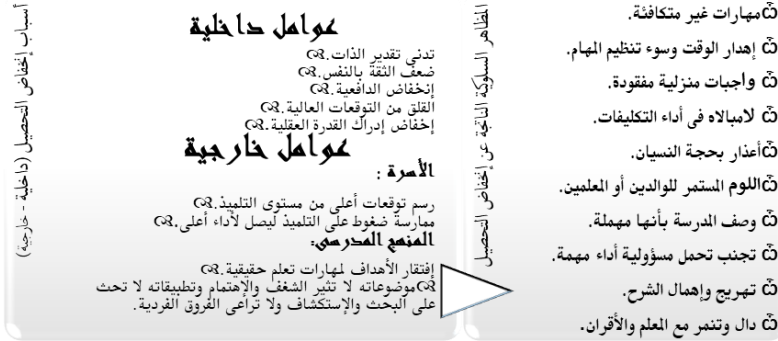 مهارات غير متكافئة.
إهدار الوقت وسوء تنظيم المهام.
واجبات منزلية مفقودة.
لامبالاه فى أداء التكليفات.
أعذار بحجة النسيان.
اللوم المستمر للوالدين أو المعلمين.
وصف المدرسة بأنها مهملة.
تجنب تحمل مسؤولية أداء مهمة.
تهريج وإهمال الشرح.
دال وتنمر مع المعلم والأقران.
المظاهر السلوكية الناتجة عن إنخفاض التحصيل
عوامل داخلية
تدنى تقدير الذات.
ضعف الثقة بالنفس.
إنخفاض الدافعية.
القلق من التوقعات العالية.
إخفاض إدراك القدرة العقلية.
عوامل خارجية
الأسرة :
رسم توقعات أعلى من مستوى التلميذ.
ممارسة ضغوط على التلميذ ليصل لأداء أعلى.
المنهج المدرسى:
إفتقار الأهداف لمهارات تعلم حقيقية.
موضوعاته لا تثير الشغف والإهتمام وتطبيقاته لا تحث
على البحث والإستكشاف ولا تراعى الفروق الفردية.
أسباب إنخفاض التحصيل (داخلية - خارجية)